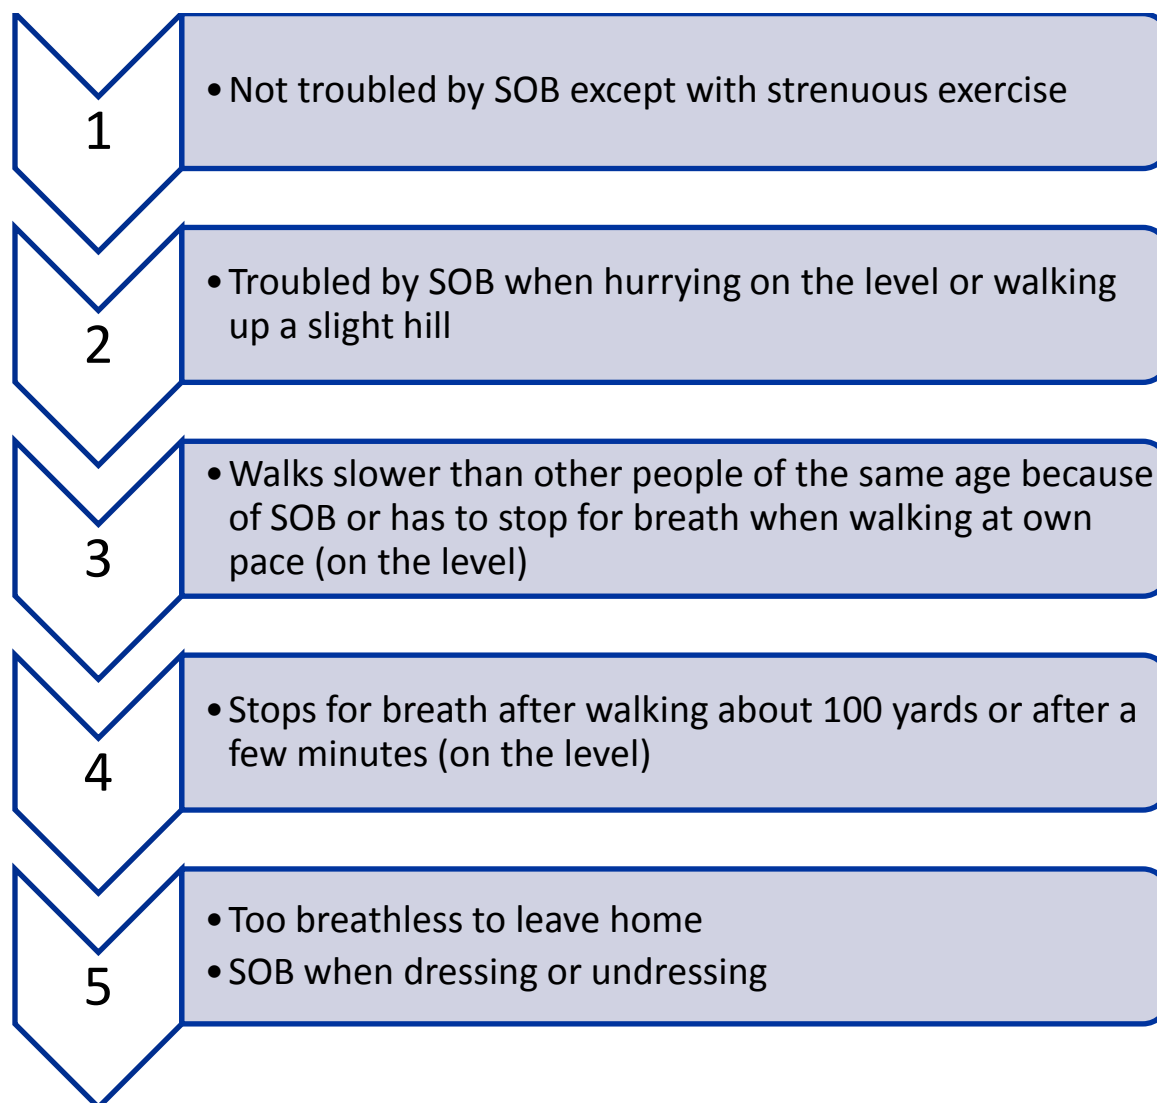 1
• Not troubled by SOB except with strenuous exercise
2
• Troubled by SOB when hurrying on the level or walking
up a slight hill
3
• Walks slower than other people of the same age because
of SOB or has to stop for breath when walking at own
pace (on the level)
4
• Stops for breath after walking about 100 yards or after a
few minutes (on the level)
5
• Too breathless to leave home
• SOB when dressing or undressing